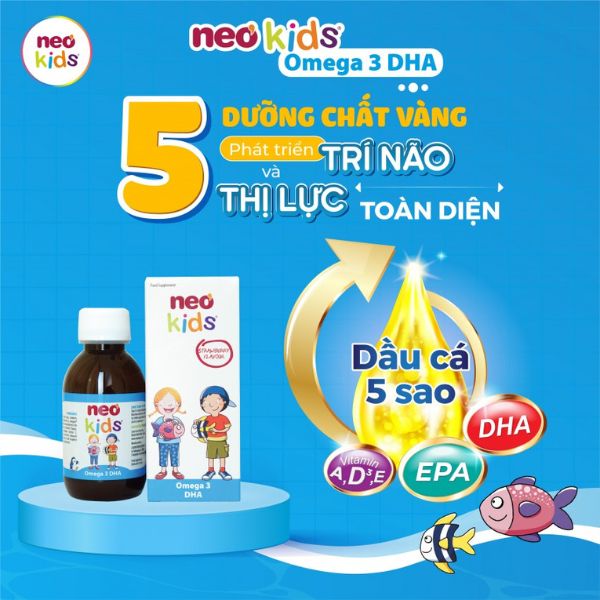 neo
kids®
neo kids®
Omega 3 DHA
5
DƯỠNG CHẤT VÀNG
Phát triển TRÍ NÃO
và
THỊ LỰC TOÀN DIỆN
Food Supplement
neo
kids®
STRAWBERRY
FLAVOUR
Omega 3
DHA
neo
kids®
Omega 3 DHA
Dầu cá
5 sao
DHA
Vitamin
A,D³,E
EPA